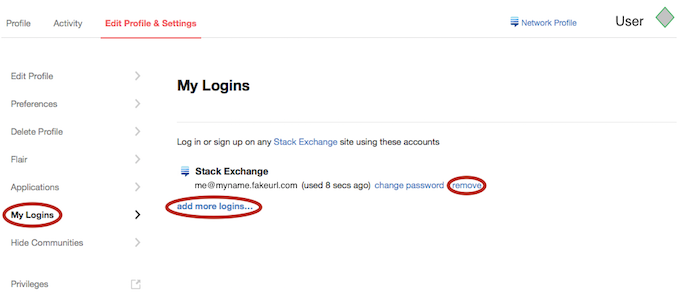 Profile Activity Edit Profile & Settings Network Profile User
Edit Profile
My Logins
Preferences
Delete Profile
Log in or sign up on any Stack Exchange site using these accounts
Flair
Stack Exchange
Applications
me@myname.fakeurl.com (used 8 secs ago) change password remove
add more logins...
My Logins
Hide Communities
Privileges